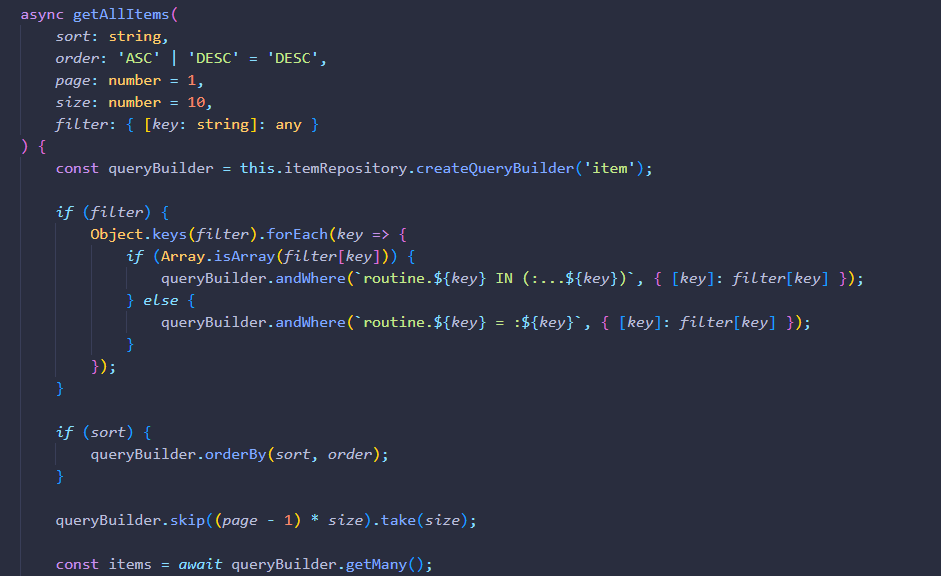 async getAllItems(
    sort: string,
    order: 'ASC' | 'DESC' = 'DESC',
    page: number = 1,
    size: number = 10,
    filter: { [key: string]: any }
) {
    const queryBuilder = this.itemRepository.createQueryBuilder('item');

    if (filter) {
        Object.keys(filter).forEach(key => {
            if (Array.isArray(filter[key])) {
                queryBuilder.andWhere(`routine.${key} IN (:...${key})`, { [key]: filter[key] });
            } else {
                queryBuilder.andWhere(`routine.${key} = :${key}`, { [key]: filter[key] });
            }
        });
    }

    if (sort) {
        queryBuilder.orderBy(sort, order);
    }

    queryBuilder.skip((page - 1) * size).take(size);

    const items = await queryBuilder.getMany();